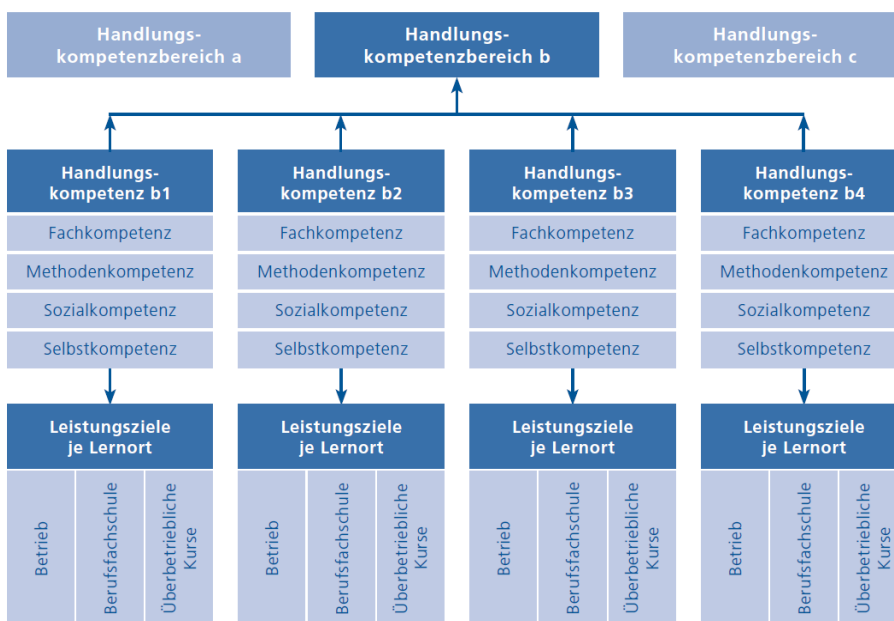 Handlungs-
kompetenzbereich a
Handlungs-
kompetenzbereich b
Handlungs-
kompetenzbereich c
Handlungs-
kompetenz b1
Fachkompetenz
Methodenkompetenz
Sozialkompetenz
Selbstkompetenz
Leistungsziele
je Lernort
Betrieb
Berufsfachschule
Überbetriebliche
Kurse
Handlungs-
kompetenz b2
Fachkompetenz
Methodenkompetenz
Sozialkompetenz
Selbstkompetenz
Leistungsziele
je Lernort
Betrieb
Berufsfachschule
Überbetriebliche
Kurse
Handlungs-
kompetenz b3
Fachkompetenz
Methodenkompetenz
Sozialkompetenz
Selbstkompetenz
Leistungsziele
je Lernort
Betrieb
Berufsfachschule
Überbetriebliche
Kurse
Handlungs-
kompetenz b4
Fachkompetenz
Methodenkompetenz
Sozialkompetenz
Selbstkompetenz
Leistungsziele
je Lernort
Betrieb
Berufsfachschule
Überbetriebliche
Kurse